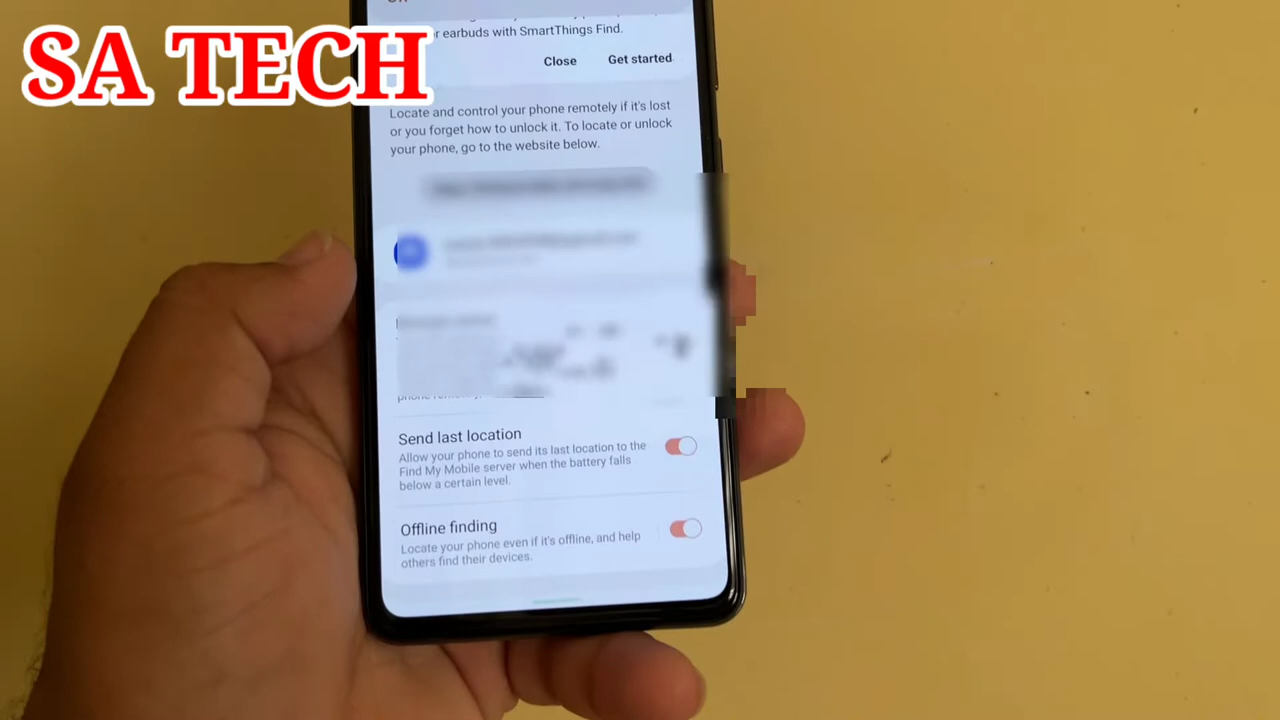 SA TECH
earbuds with SmartThings Find.
Close Get started
Locate and control your phone remotely if it's lost
or you forget how to unlock it. To locate or unlock
your phone, go to the website below.
Send last location
Allow your phone to send its last location to the
Find My Mobile server when the battery falls
below a certain level.
Offline finding
Locate your phone even if it's offline, and help
others find their devices.